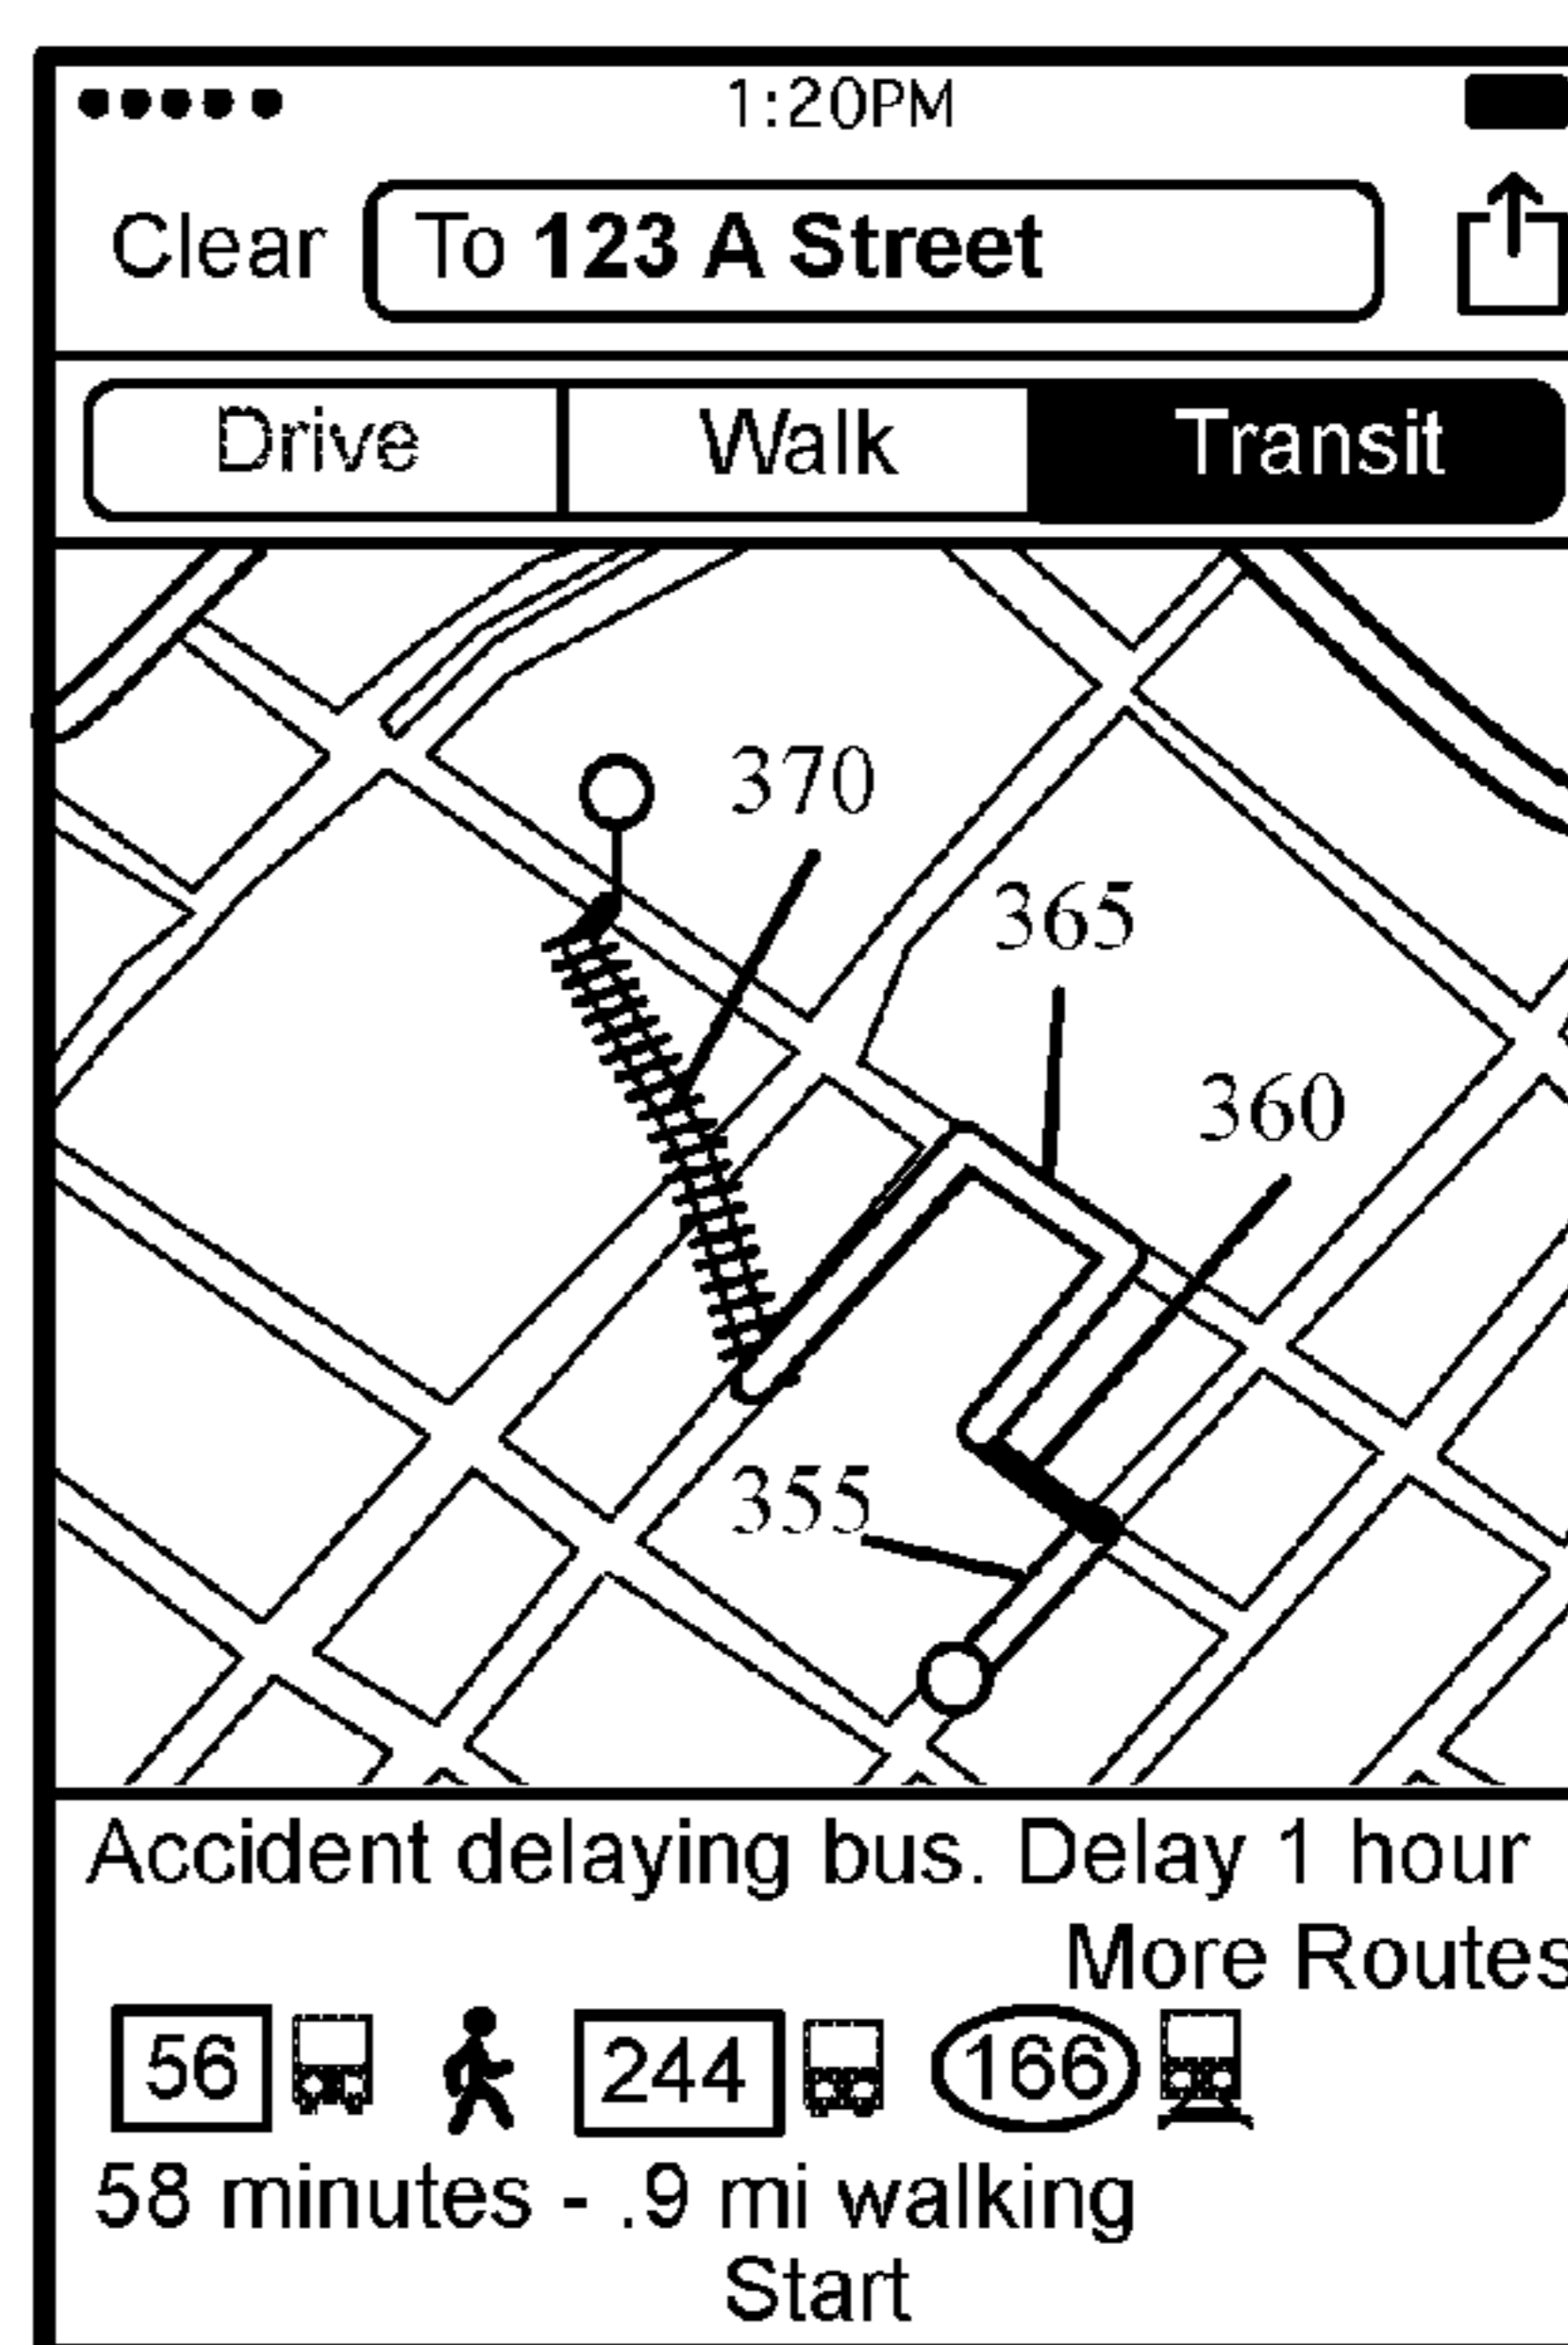 1:20PM
Clear To 123 A Street
Drive Walk Transit
370
365
360
355
Accident delaying bus. Delay 1 hour
More Routes
56 244 166
58 minutes - .9 mi walking
Start